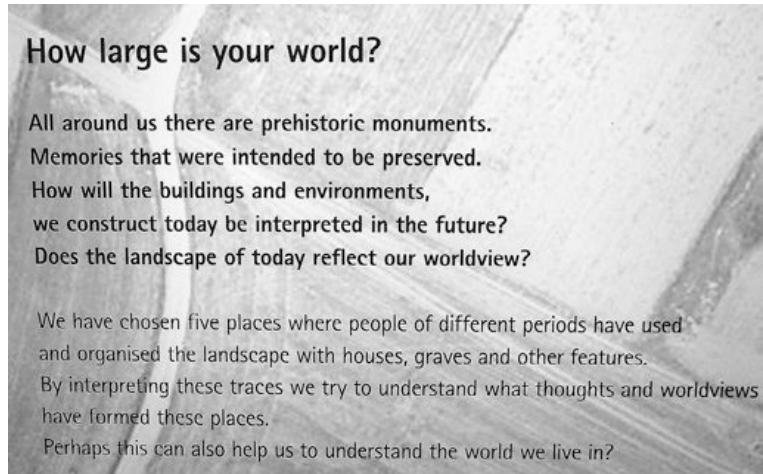 How large is your world?
All around us there are prehistoric monuments.
Memories that were intended to be preserved.
How will the buildings and environments,
we construct today be interpreted in the future?
Does the landscape of today reflect our worldview?
We have chosen five places where people of different periods have used
and organised the landscape with houses, graves and other features.
By interpreting these traces we try to understand what thoughts and worldviews
have formed these places.
Perhaps this can also help us to understand the world we live in?